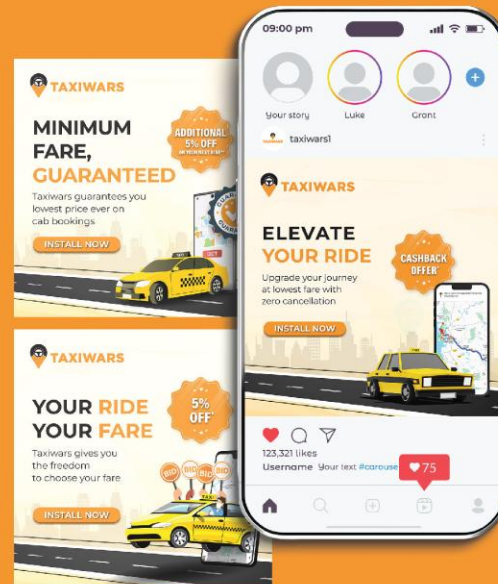 TAXIWARS
MINIMUM
FARE,
GUARANTEED
Taxiwars guarantees you
lowest price ever on
cab bookings
INSTALL NOW
ADDITIONAL
5% OFF
TAXIWARS
YOUR RIDE
YOUR FARE
Taxiwars gives you
the freedom
to choose your fare
INSTALL NOW
5%
OFF*
BID BID BID BID
TAXI
09:00 pm
Your story
Luke
Grant
taxiwars1
TAXIWARS
ELEVATE
YOUR RIDE
Upgrade your journey
at lowest fare with
zero cancellation
INSTALL NOW
CASHBACK
OFFER*
123,321 likes
Username Your text #carouse
75